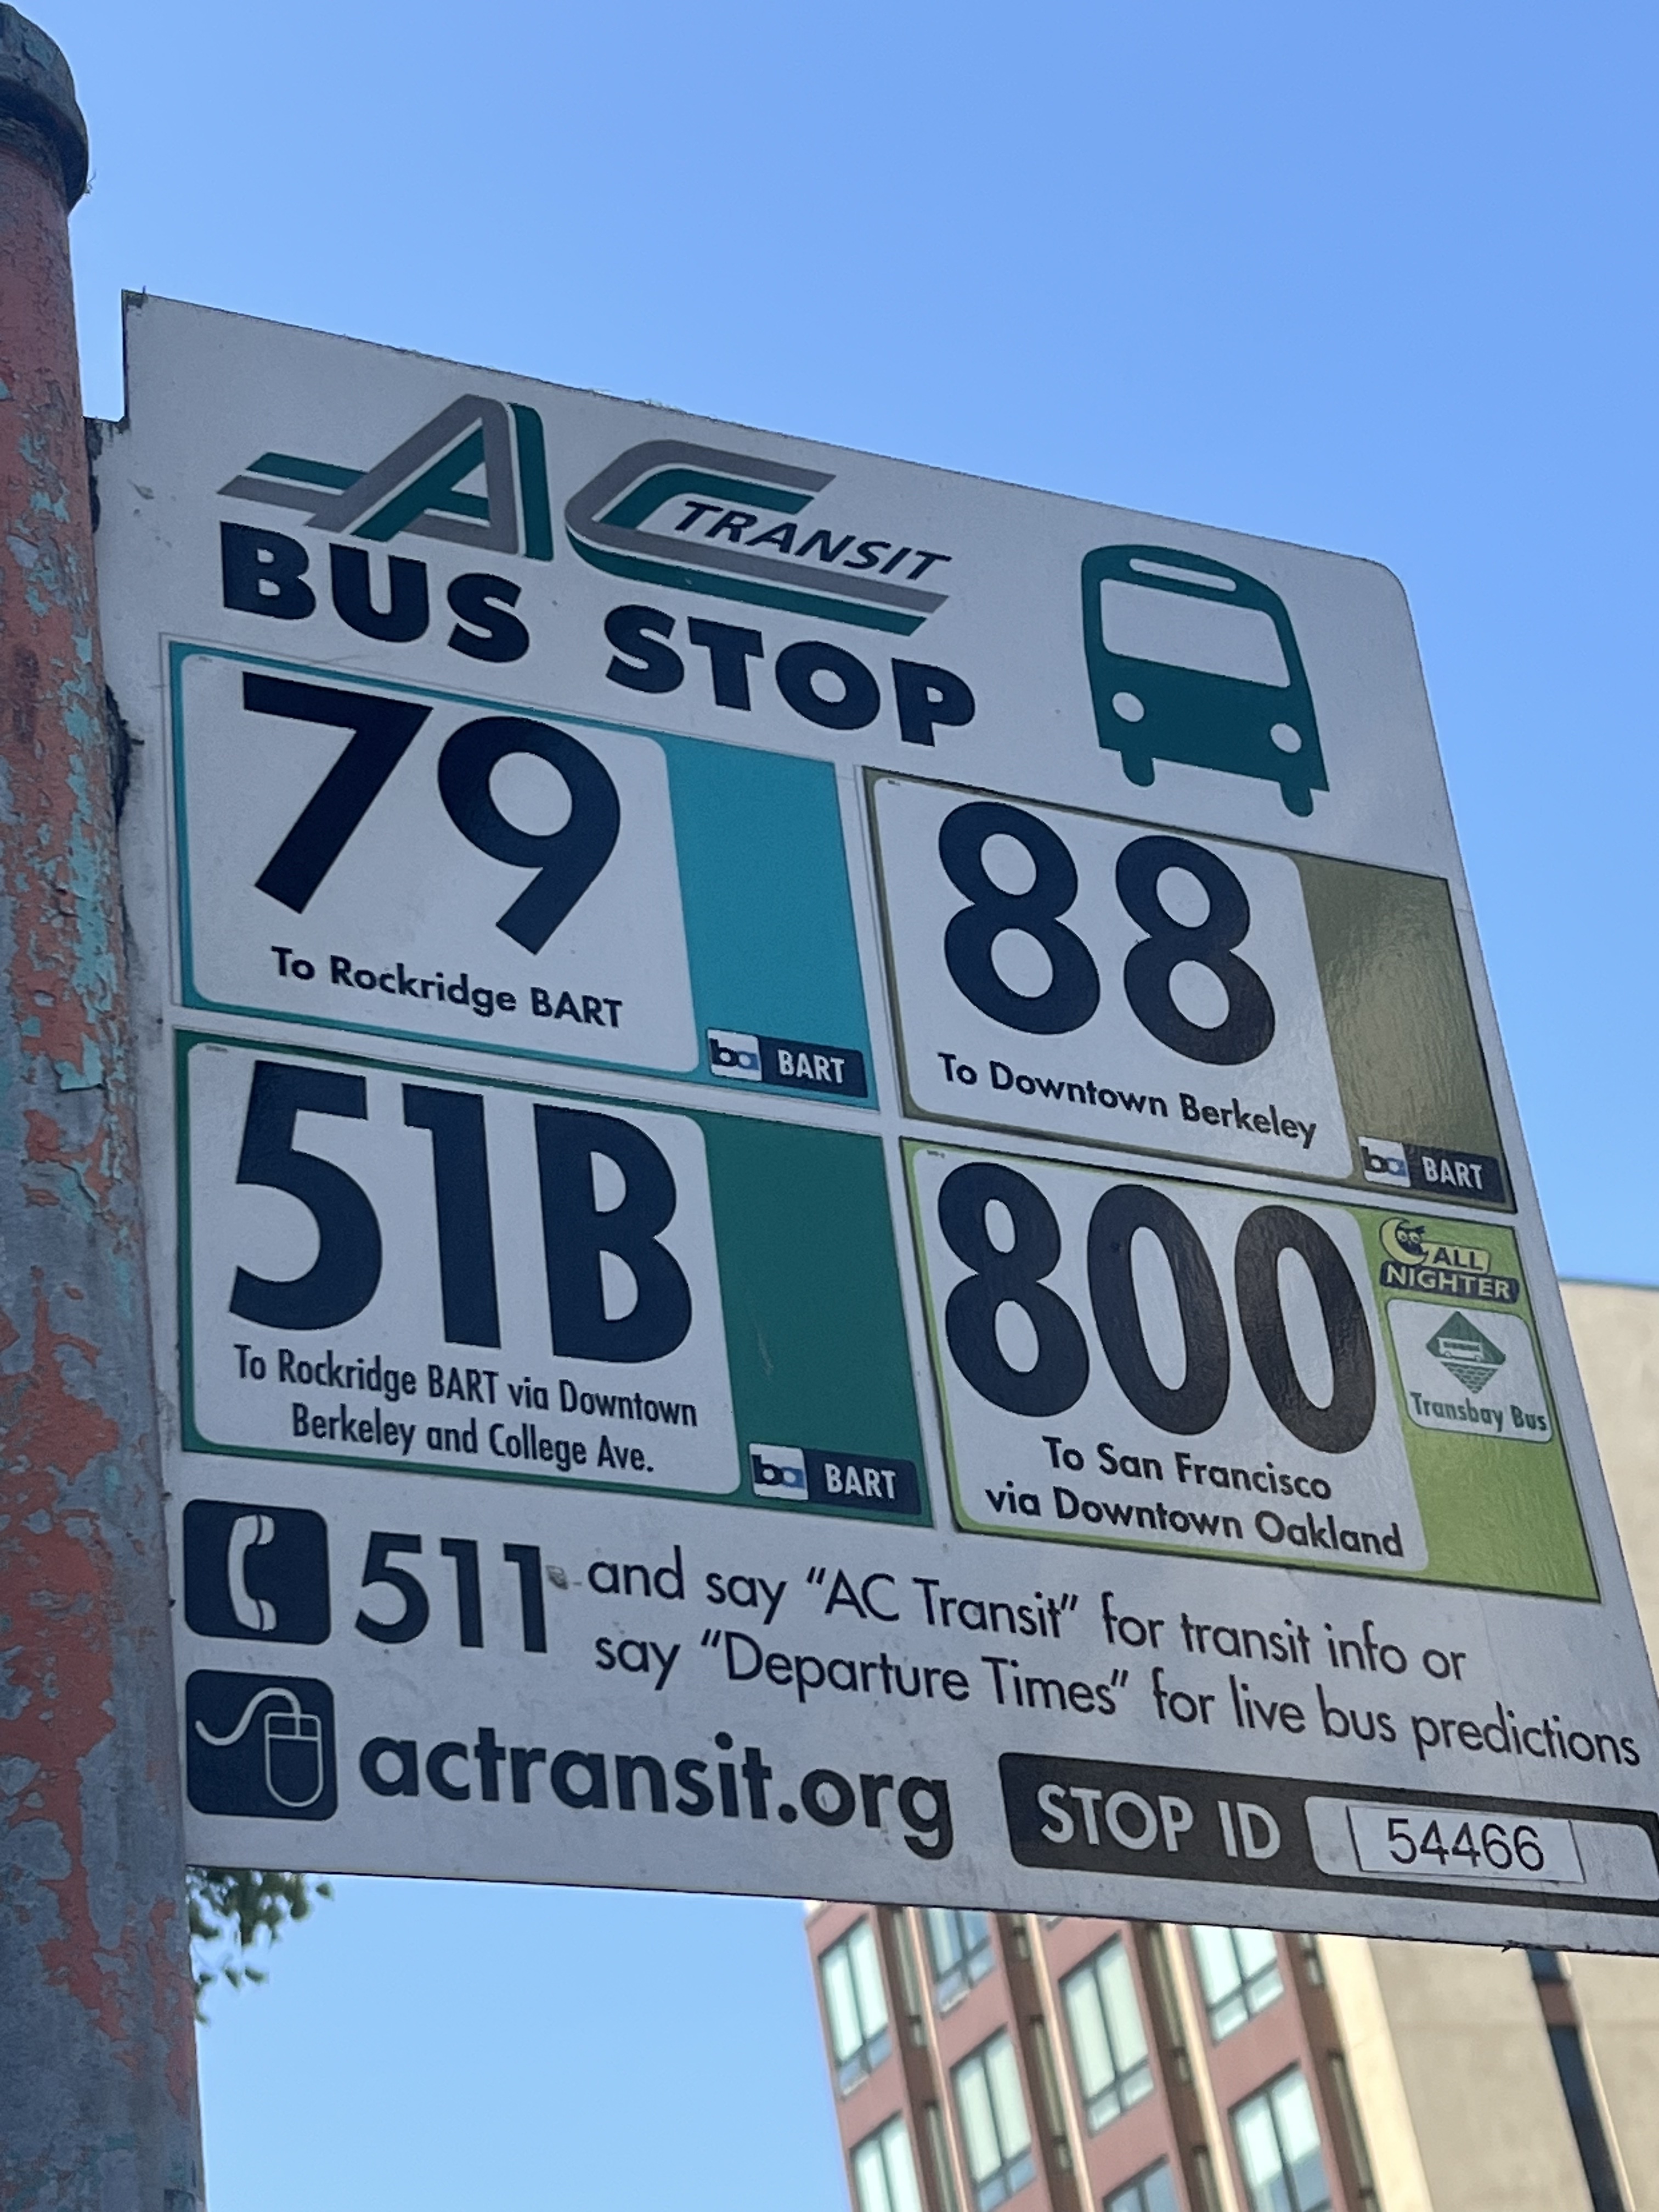 AC TRANSIT
BUS STOP
79
To Rockridge BART
ba BART
88
To Downtown Berkeley
ba BART
51B
To Rockridge BART via Downtown
Berkeley and College Ave.
ba BART
800
To San Francisco
via Downtown Oakland
ALL
NIGHTER
Transbay Bus
511 and say “AC Transit” for transit info or
say “Departure Times” for live bus predictions
actransit.org
STOP ID 54466